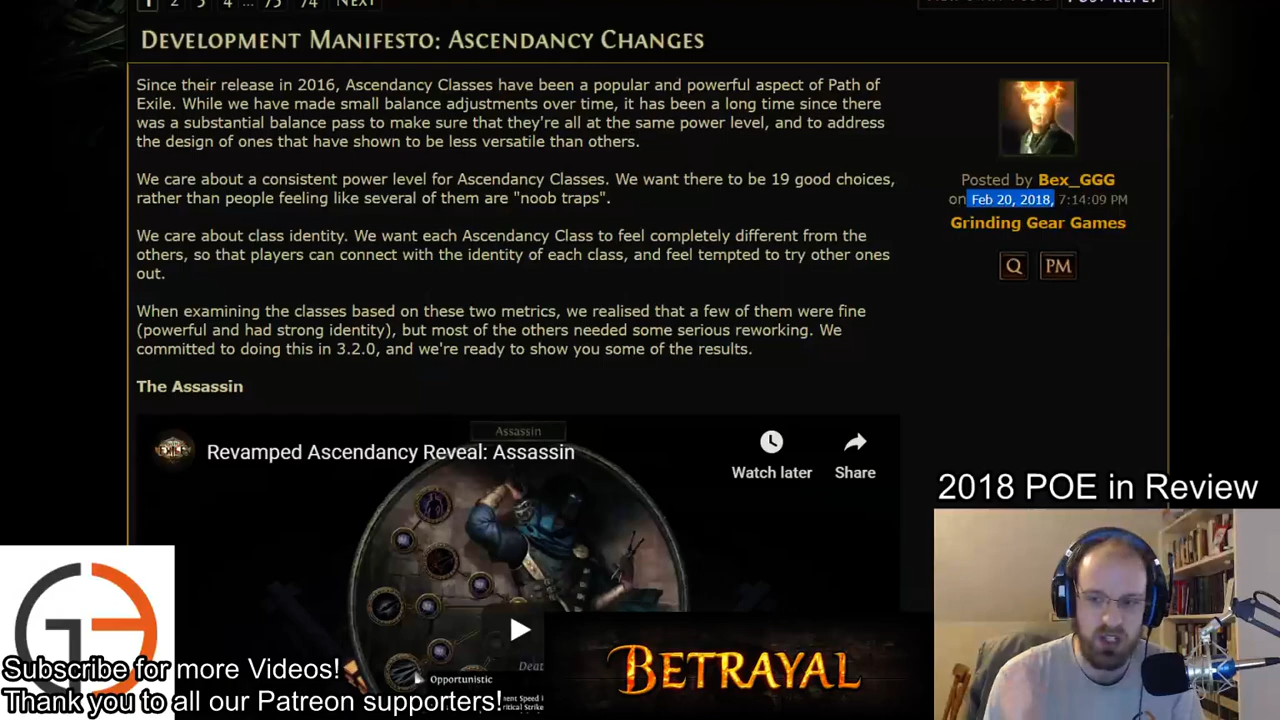 1 2 3 4 ... 73 74 NEXT
POST REPLY
DEVELOPMENT MANIFESTO: ASCENDANCY CHANGES
Since their release in 2016, Ascendancy Classes have been a popular and powerful aspect of Path of
Exile. While we have made small balance adjustments over time, it has been a long time since there
was a substantial balance pass to make sure that they're all at the same power level, and to address
the design of ones that have shown to be less versatile than others.
We care about a consistent power level for Ascendancy Classes. We want there to be 19 good choices,
rather than people feeling like several of them are "noob traps".
We care about class identity. We want each Ascendancy Class to feel completely different from the
others, so that players can connect with the identity of each class, and feel tempted to try other ones
out.
When examining the classes based on these two metrics, we realised that a few of them were fine
(powerful and had strong identity), but most of the others needed some serious reworking. We
committed to doing this in 3.2.0, and we're ready to show you some of the results.
The Assassin
Posted by Bex_GGG
on Feb 20, 2018, 7:14:09 PM
Grinding Gear Games
Q PM
Assassin
Revamped Ascendancy Reveal: Assassin
Watch later
Share
Opportunistic
2018 POE in Review
BETRAYAL
GE
Subscribe for more Videos!
Thank you to all our Patreon supporters!